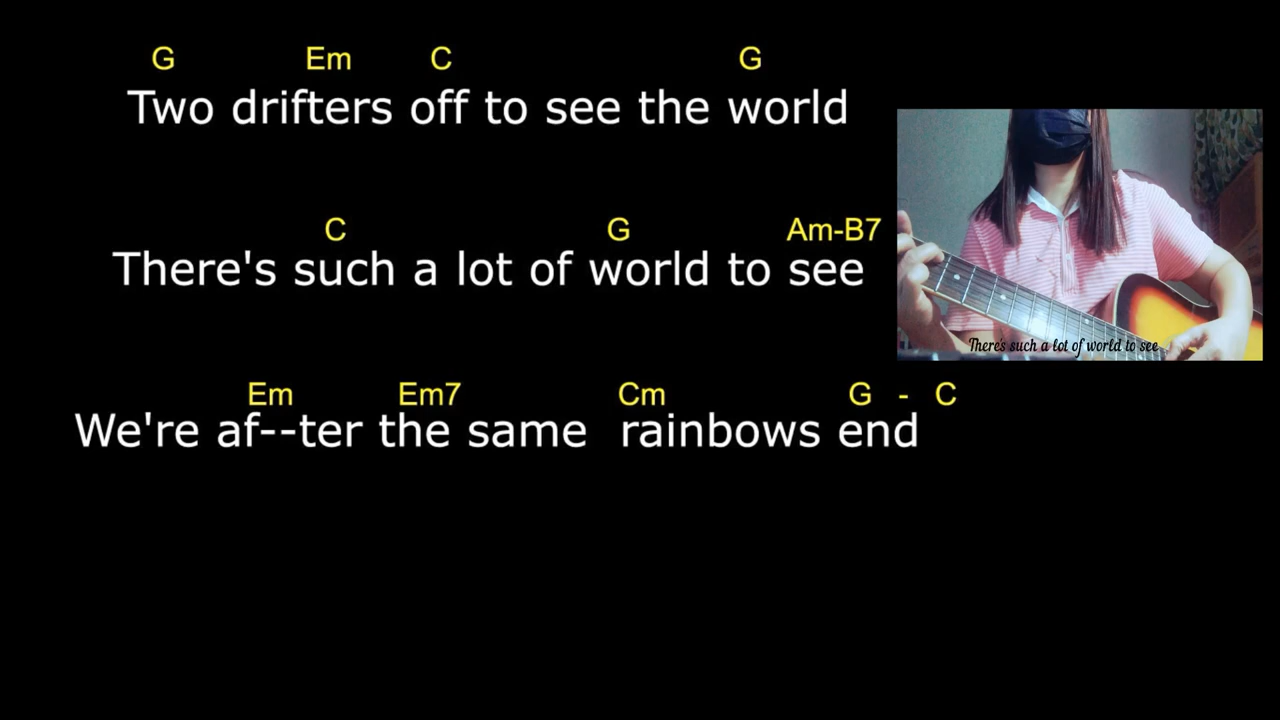 G Em C G
Two drifters off to see the world
C G Am-B7
There's such a lot of world to see
There's such a lot of world to see
Em Em7 Cm G - C
We're af--ter the same rainbows end